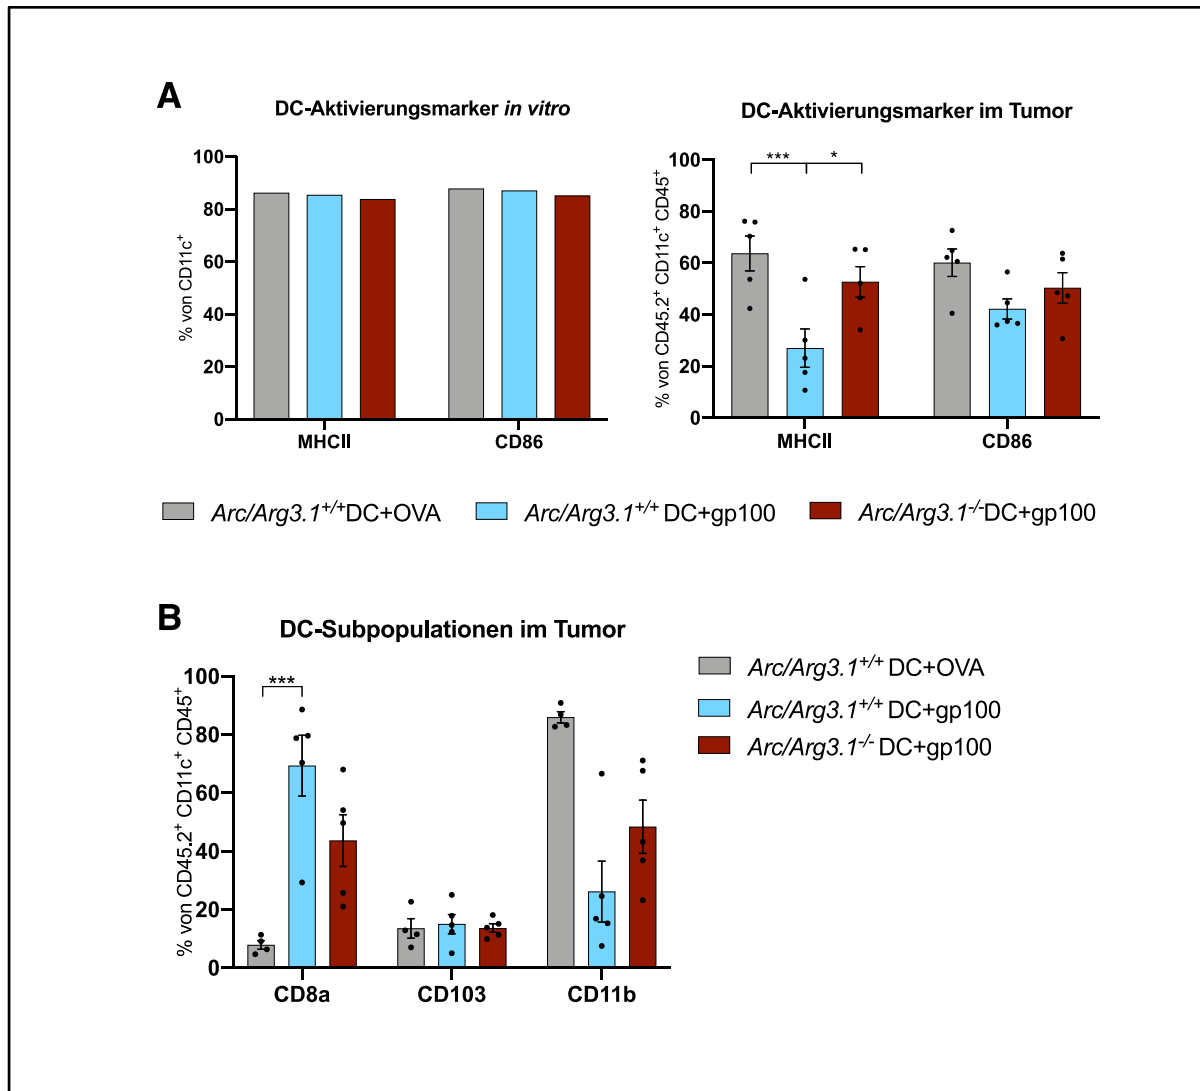 A
DC-Aktivierungsmarker in vitro
% von CD11c⁺
100
80
60
40
20
0
MHCII CD86
DC-Aktivierungsmarker im Tumor
% von CD45.2⁺ CD11c⁺ CD45⁺
100
80
60
40
20
0
*** *
MHCII CD86
Arc/Arg3.1⁺/⁺DC+OVA Arc/Arg3.1⁺/⁺ DC+gp100 Arc/Arg3.1⁻/⁻DC+gp100
B
DC-Subpopulationen im Tumor
% von CD45.2⁺ CD11c⁺ CD45⁺
100
80
60
40
20
0
***
CD8a CD103 CD11b
Arc/Arg3.1⁺/⁺ DC+OVA
Arc/Arg3.1⁺/⁺ DC+gp100
Arc/Arg3.1⁻/⁻ DC+gp100